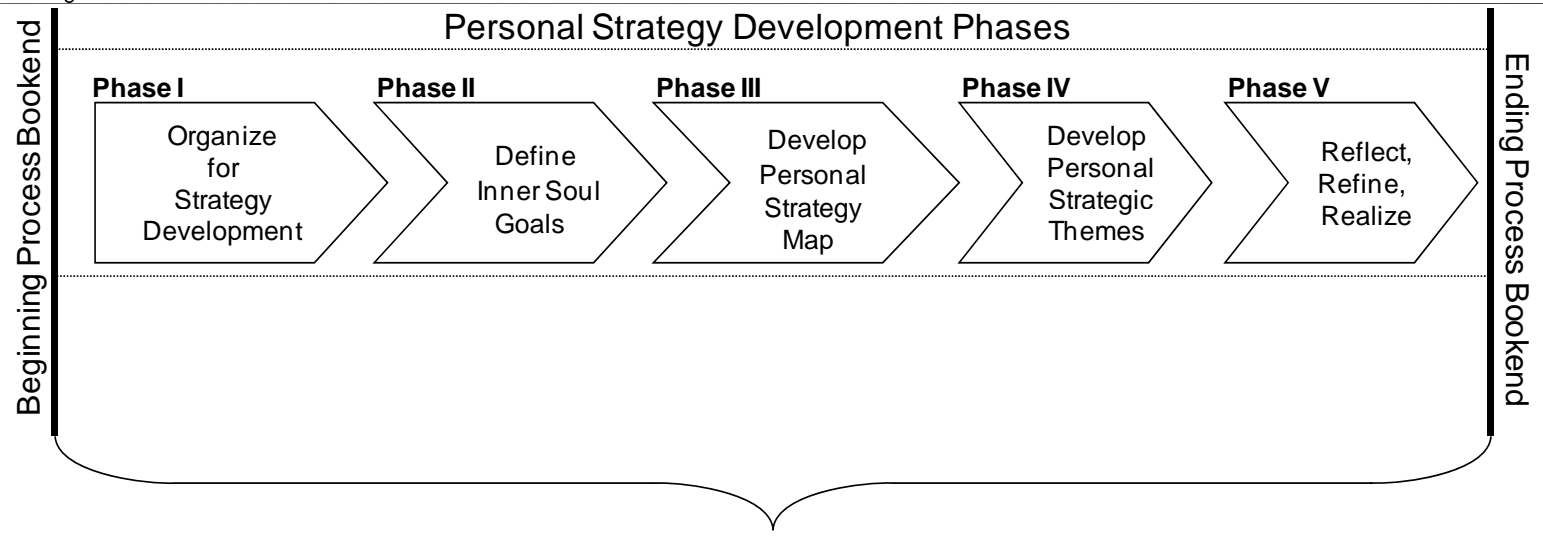 Personal Strategy Development Phases
Beginning Process Bookend
Phase I
Organize
for
Strategy
Development
Phase II
Define
Inner Soul
Goals
Phase III
Develop
Personal
Strategy
Map
Phase IV
Develop
Personal
Strategic
Themes
Phase V
Reflect,
Refine,
Realize
Ending Process Bookend